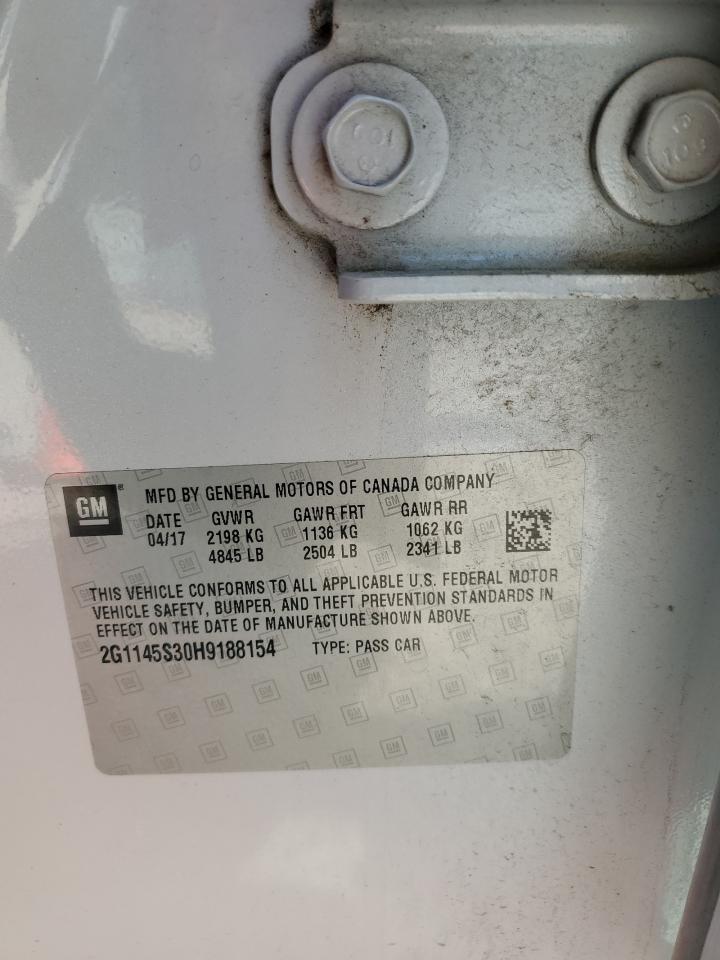 GM
MFD BY GENERAL MOTORS OF CANADA COMPANY
DATE GVWR GAWR FRT GAWR RR
04/17 2198 KG 1136 KG 1062 KG
4845 LB 2504 LB 2341 LB
THIS VEHICLE CONFORMS TO ALL APPLICABLE U.S. FEDERAL MOTOR
VEHICLE SAFETY, BUMPER, AND THEFT PREVENTION STANDARDS IN
EFFECT ON THE DATE OF MANUFACTURE SHOWN ABOVE.
2G1145S30H9188154 TYPE: PASS CAR